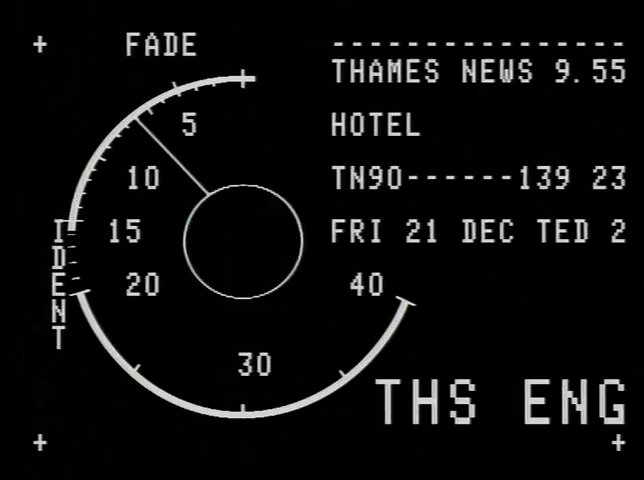 FADE
----------------
THAMES NEWS 9.55
5
HOTEL
10
TN90------139 23
15
FRI 21 DEC TED 2
IDENT
20
40
30
THS ENG